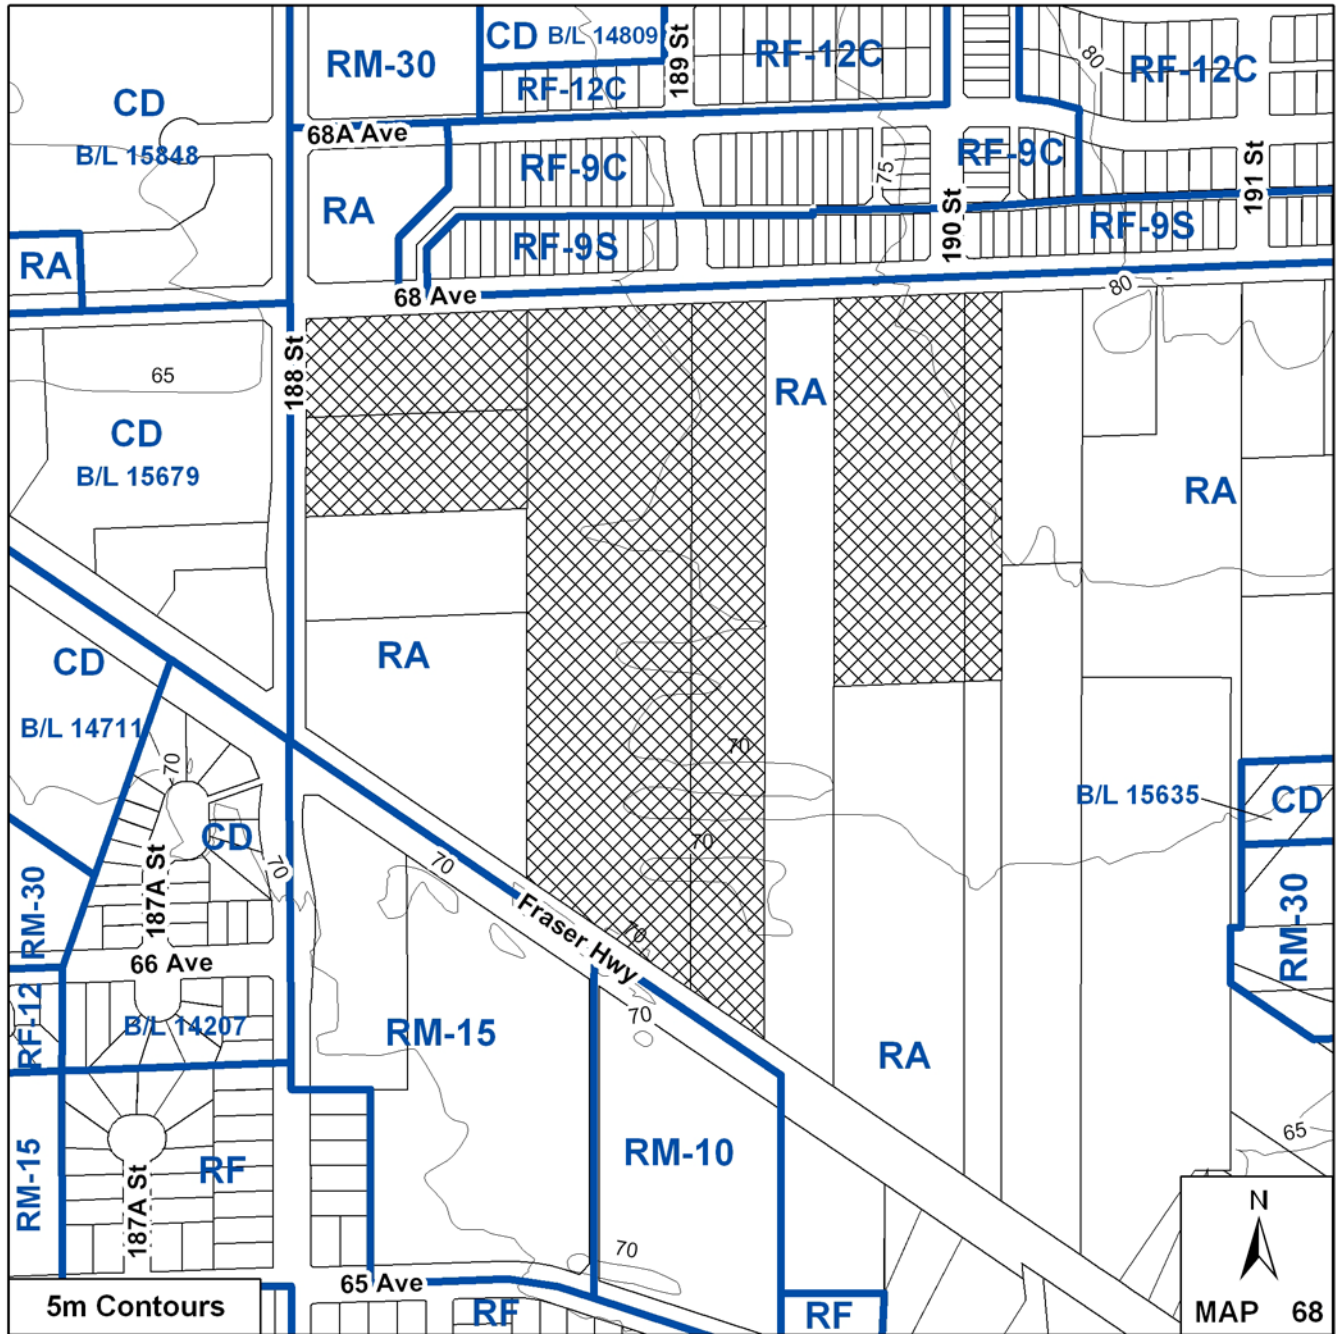 CD B/L 14809
189 St
RM-30
RF-12C
RF-12C
80
RF-12C
CD
B/L 15848
68A Ave
RF-9C
75
RF-9C
191 St
RA
190 St
RF-9S
RF-9S
RA
68 Ave
80
188 St
65
RA
CD
B/L 15679
RA
CD
RA
B/L 14711
70
70
B/L 15635
CD
CD
70
187A St
70
70
RM-30
Fraser Hwy
70
RM-30
66 Ave
RF-12
B/L 14207
70
RM-15
RA
65
RM-15
RM-10
RF
187A St
N
70
65 Ave
5m Contours
RF
RF
MAP 68